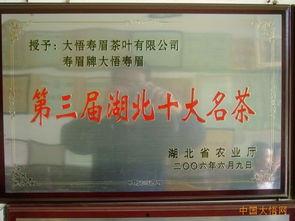 授予：大悟寿眉茶叶有限公司
寿眉牌大悟寿眉
第三届湖北十大名茶
湖北省农业厅
二〇〇六年六月九日
中国大悟网